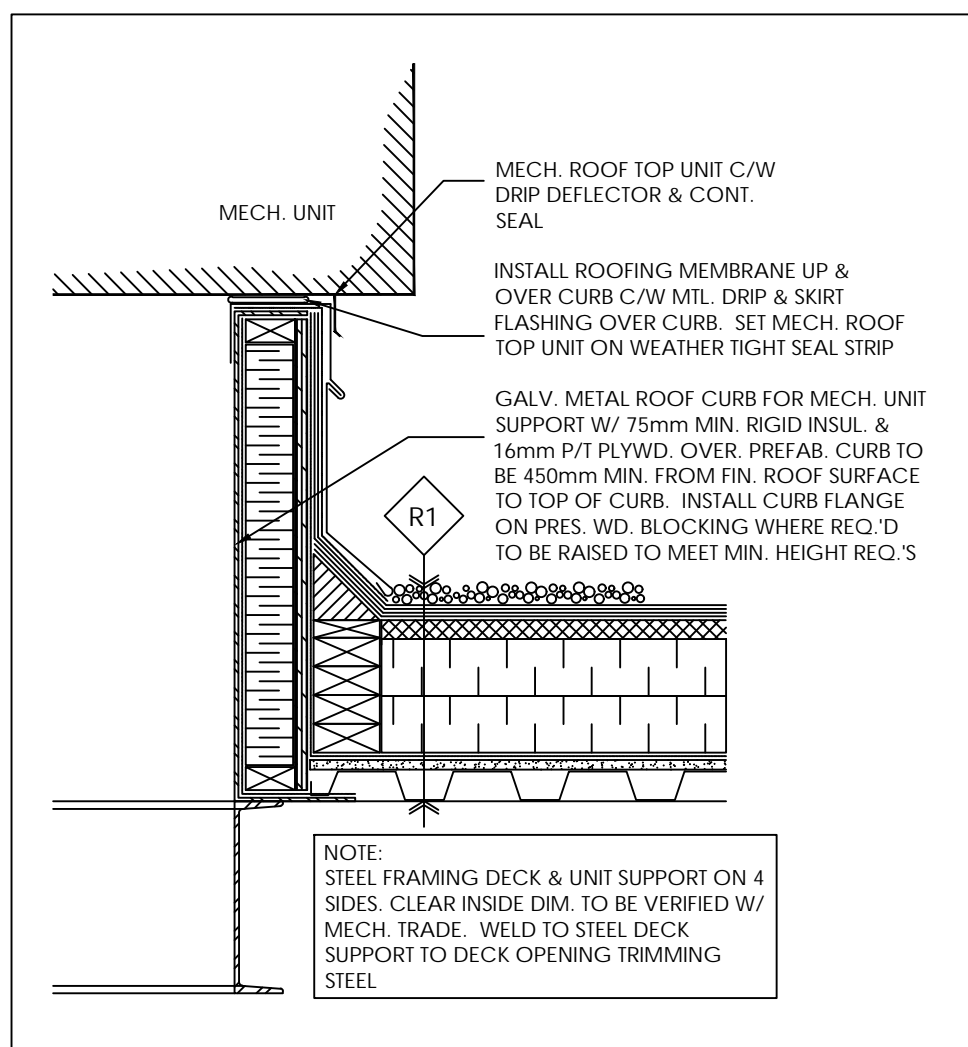 MECH. UNIT
MECH. ROOF TOP UNIT C/W
DRIP DEFLECTOR & CONT.
SEAL
INSTALL ROOFING MEMBRANE UP &
OVER CURB C/W MTL. DRIP & SKIRT
FLASHING OVER CURB. SET MECH. ROOF
TOP UNIT ON WEATHER TIGHT SEAL STRIP
GALV. METAL ROOF CURB FOR MECH. UNIT
SUPPORT W/ 75mm MIN. RIGID INSUL. &
16mm P/T PLYWD. OVER. PREFAB. CURB TO
BE 450mm MIN. FROM FIN. ROOF SURFACE
TO TOP OF CURB. INSTALL CURB FLANGE
ON PRES. WD. BLOCKING WHERE REQ.'D
TO BE RAISED TO MEET MIN. HEIGHT REQ.'S
R1
NOTE:
STEEL FRAMING DECK & UNIT SUPPORT ON 4
SIDES. CLEAR INSIDE DIM. TO BE VERIFIED W/
MECH. TRADE. WELD TO STEEL DECK
SUPPORT TO DECK OPENING TRIMMING
STEEL